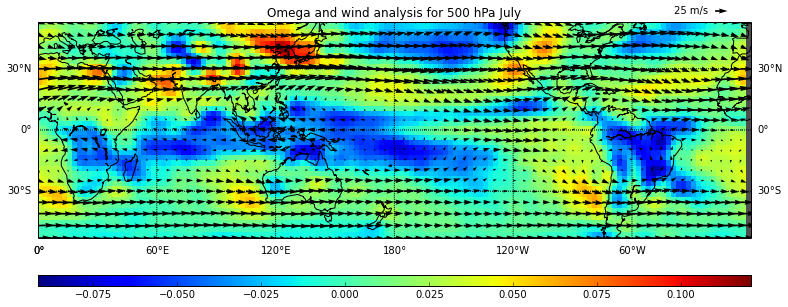 Omega and wind analysis for 500 hPa July
25 m/s
30°N 30°N
0° 0°
30°S 30°S
0° 60°E 120°E 180° 120°W 60°W
−0.075 −0.050 −0.025 0.000 0.025 0.050 0.075 0.100